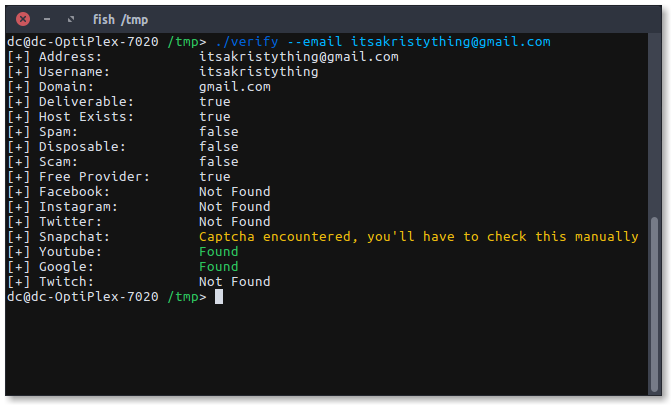 fish /tmp
dc@dc-OptiPlex-7020 /tmp> ./verify --email itsakristything@gmail.com
[+] Address: itsakristything@gmail.com
[+] Username: itsakristything
[+] Domain: gmail.com
[+] Deliverable: true
[+] Host Exists: true
[+] Spam: false
[+] Disposable: false
[+] Scam: false
[+] Free Provider: true
[+] Facebook: Not Found
[+] Instagram: Not Found
[+] Twitter: Not Found
[+] Snapchat: Captcha encountered, you'll have to check this manually
[+] Youtube: Found
[+] Google: Found
[+] Twitch: Not Found
dc@dc-OptiPlex-7020 /tmp>